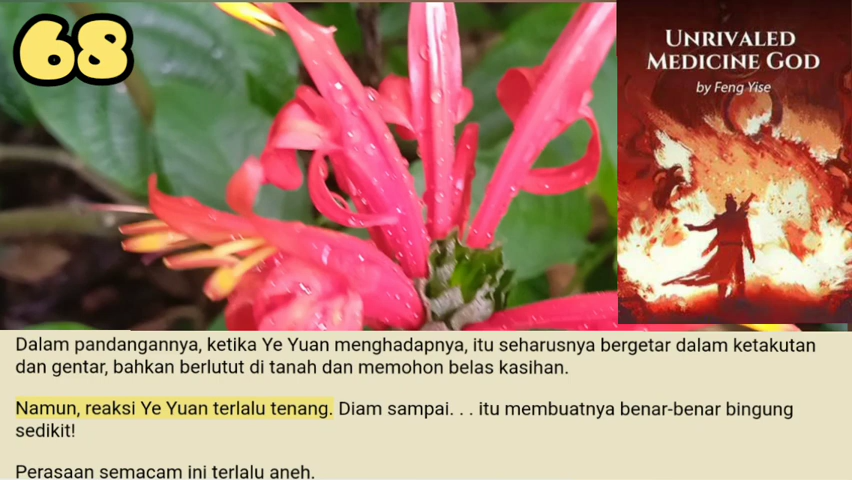 68
UNRIVALED
MEDICINE GOD
by Feng Yise
Dalam pandangannya, ketika Ye Yuan menghadapnya, itu seharusnya bergetar dalam ketakutan
dan gentar, bahkan berlutut di tanah dan memohon belas kasihan.
Namun, reaksi Ye Yuan terlalu tenang. Diam sampai. . . itu membuatnya benar-benar bingung
sedikit!
Perasaan semacam ini terlalu aneh.